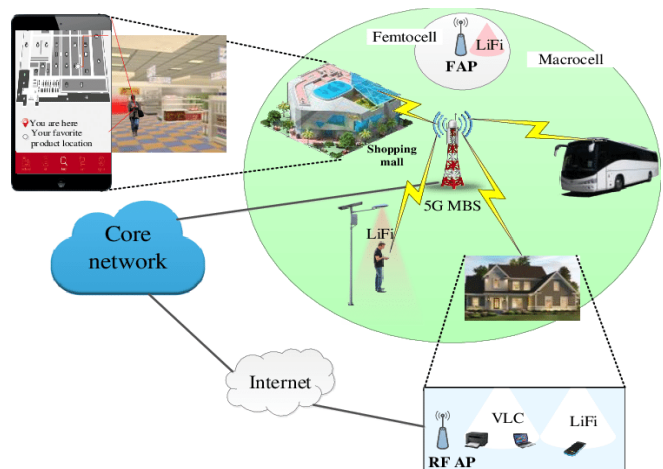 Femtocell
LiFi
FAP
Macrocell
You are here
Your favorite
product location
Shopping
mall
5G MBS
LiFi
Core
network
Internet
VLC
LiFi
RF AP